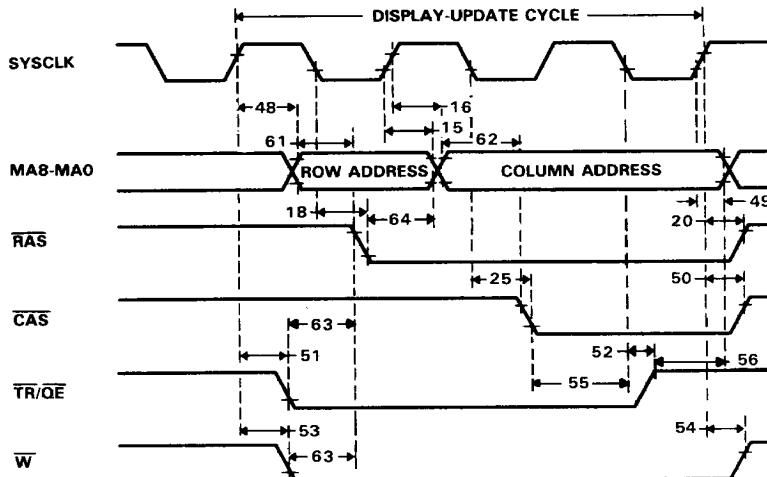 DISPLAY-UPDATE CYCLE
SYSCLK
48
16
15
61
62
MA8-MA0
ROW ADDRESS
COLUMN ADDRESS
49
18
64
20
RAS
25
50
CAS
63
51
52
56
55
TR/QE
53
54
63
W